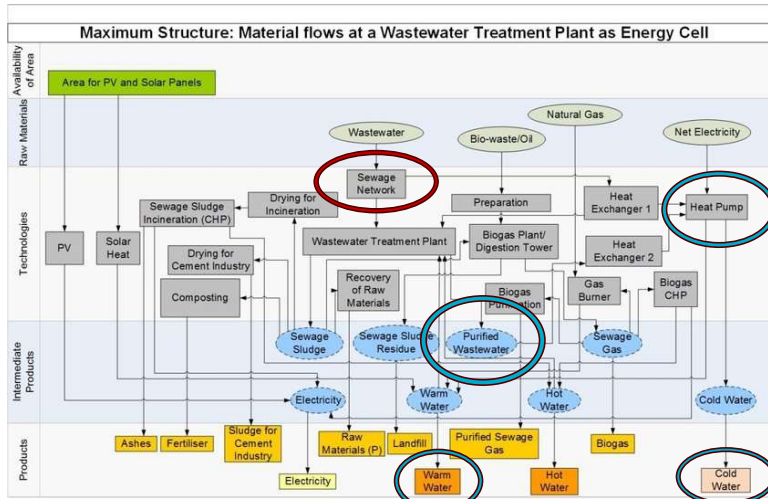 Maximum Structure: Material flows at a Wastewater Treatment Plant as Energy Cell
Availability
of Area
Area for PV and Solar Panels
Raw Materials
Wastewater
Bio-waste/Oil
Natural Gas
Net Electricity
Technologies
Sewage
Network
Drying for
Incineration
Sewage Sludge
Incineration (CHP)
Preparation
Heat
Exchanger 1
Heat Pump
PV
Solar
Heat
Drying for
Cement Industry
Wastewater Treatment Plant
Biogas Plant/
Digestion Tower
Heat
Exchanger 2
Composting
Recovery
of Raw
Materials
Biogas
Purification
Gas
Burner
Biogas
CHP
Intermediate
Products
Sewage
Sludge
Sewage Sludge
Residue
Purified
Wastewater
Sewage
Gas
Electricity
Warm
Water
Hot
Water
Cold Water
Products
Ashes
Fertiliser
Sludge for
Cement
Industry
Raw
Materials (P)
Landfill
Purified Sewage
Gas
Biogas
Electricity
Warm
Water
Hot
Water
Cold
Water